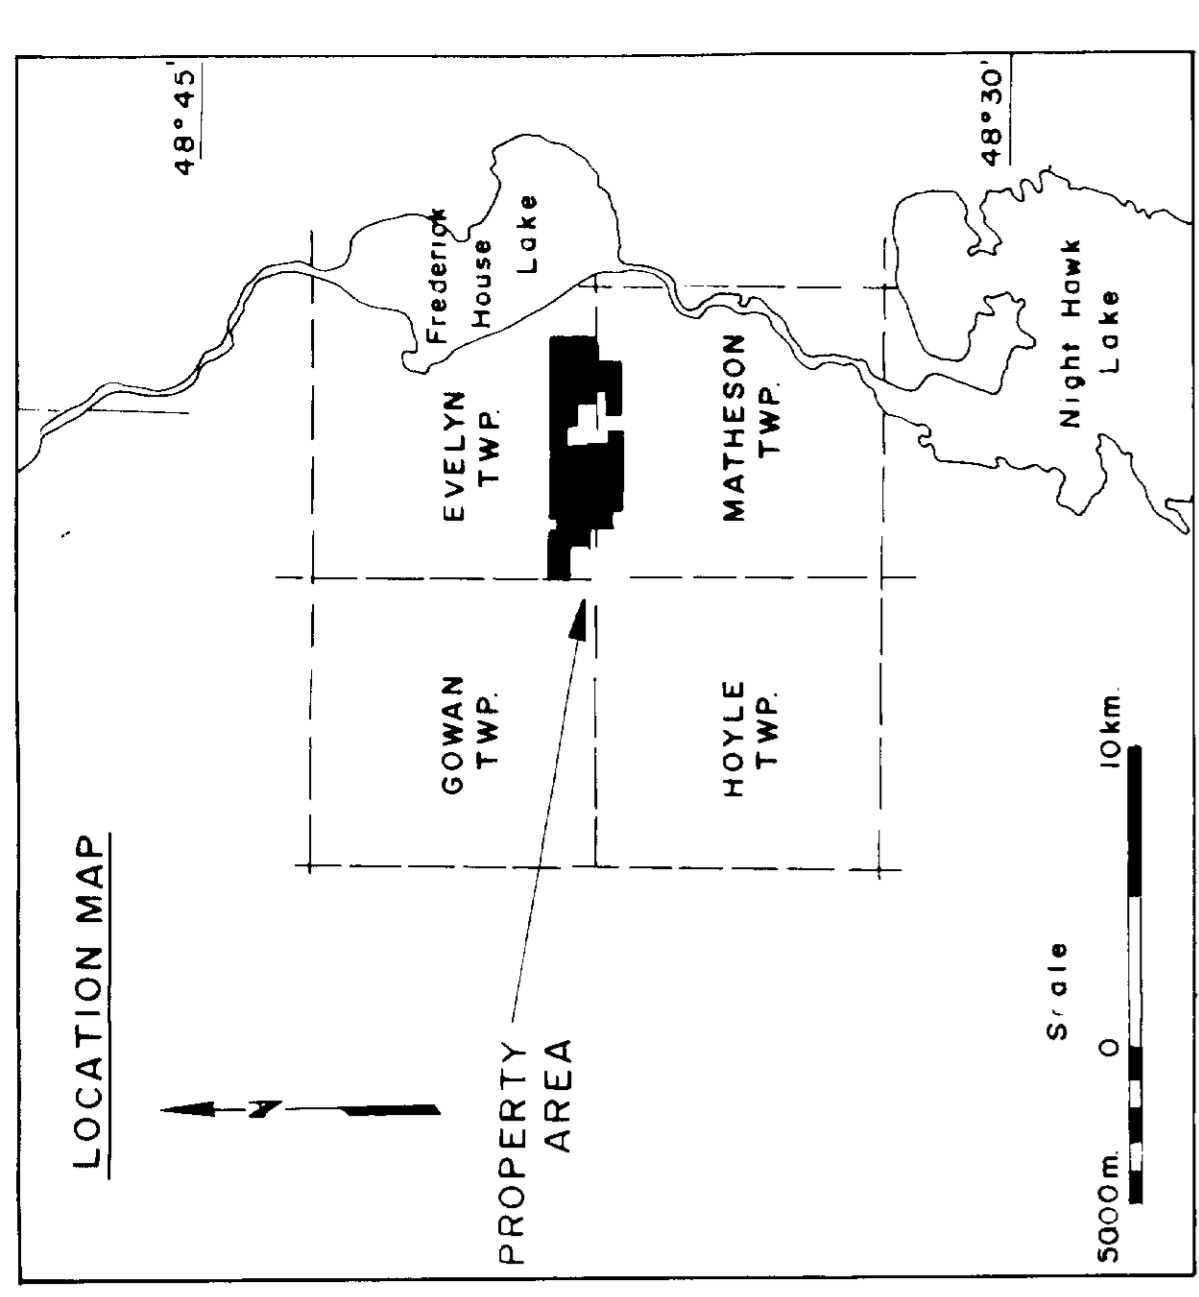 LOCATION MAP
48°45'
48°30'
Frederick
House
Lake
EVELYN
TWP.
GOWAN
TWP.
MATHESON
TWP.
HOYLE
TWP.
PROPERTY
AREA
Night Hawk
Lake
Scale
5000m.
0
10km.